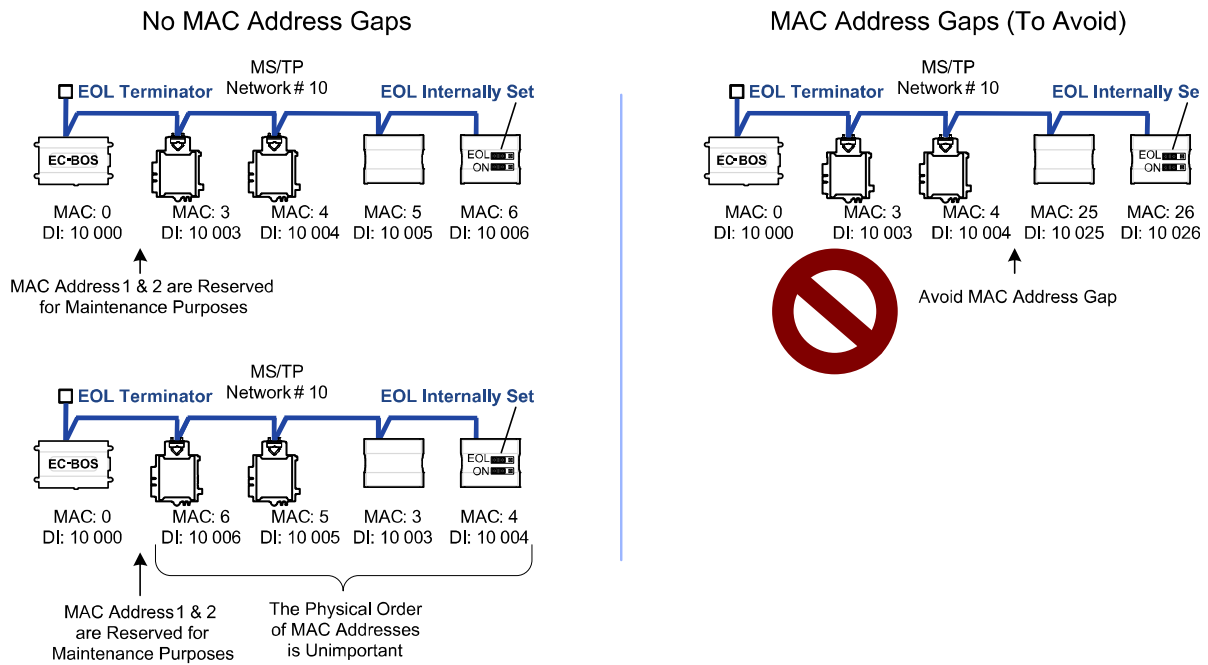 No MAC Address Gaps
MS/TP
Network # 10
EOL Terminator
EOL Internally Set
EC-BOS
EOL
ON
MAC: 0
DI: 10 000
MAC: 3
DI: 10 003
MAC: 4
DI: 10 004
MAC: 5
DI: 10 005
MAC: 6
DI: 10 006
MAC Address 1 & 2 are Reserved
for Maintenance Purposes
MS/TP
Network # 10
EOL Terminator
EOL Internally Set
EC-BOS
EOL
ON
MAC: 0
DI: 10 000
MAC: 6
DI: 10 006
MAC: 5
DI: 10 005
MAC: 3
DI: 10 003
MAC: 4
DI: 10 004
MAC Address 1 & 2
are Reserved for
Maintenance Purposes
The Physical Order
of MAC Addresses
is Unimportant
MAC Address Gaps (To Avoid)
MS/TP
Network # 10
EOL Terminator
EOL Internally Se
EC-BOS
EOL
ON
MAC: 0
DI: 10 000
MAC: 3
DI: 10 003
MAC: 4
DI: 10 004
MAC: 25
DI: 10 025
MAC: 26
DI: 10 026
Avoid MAC Address Gap